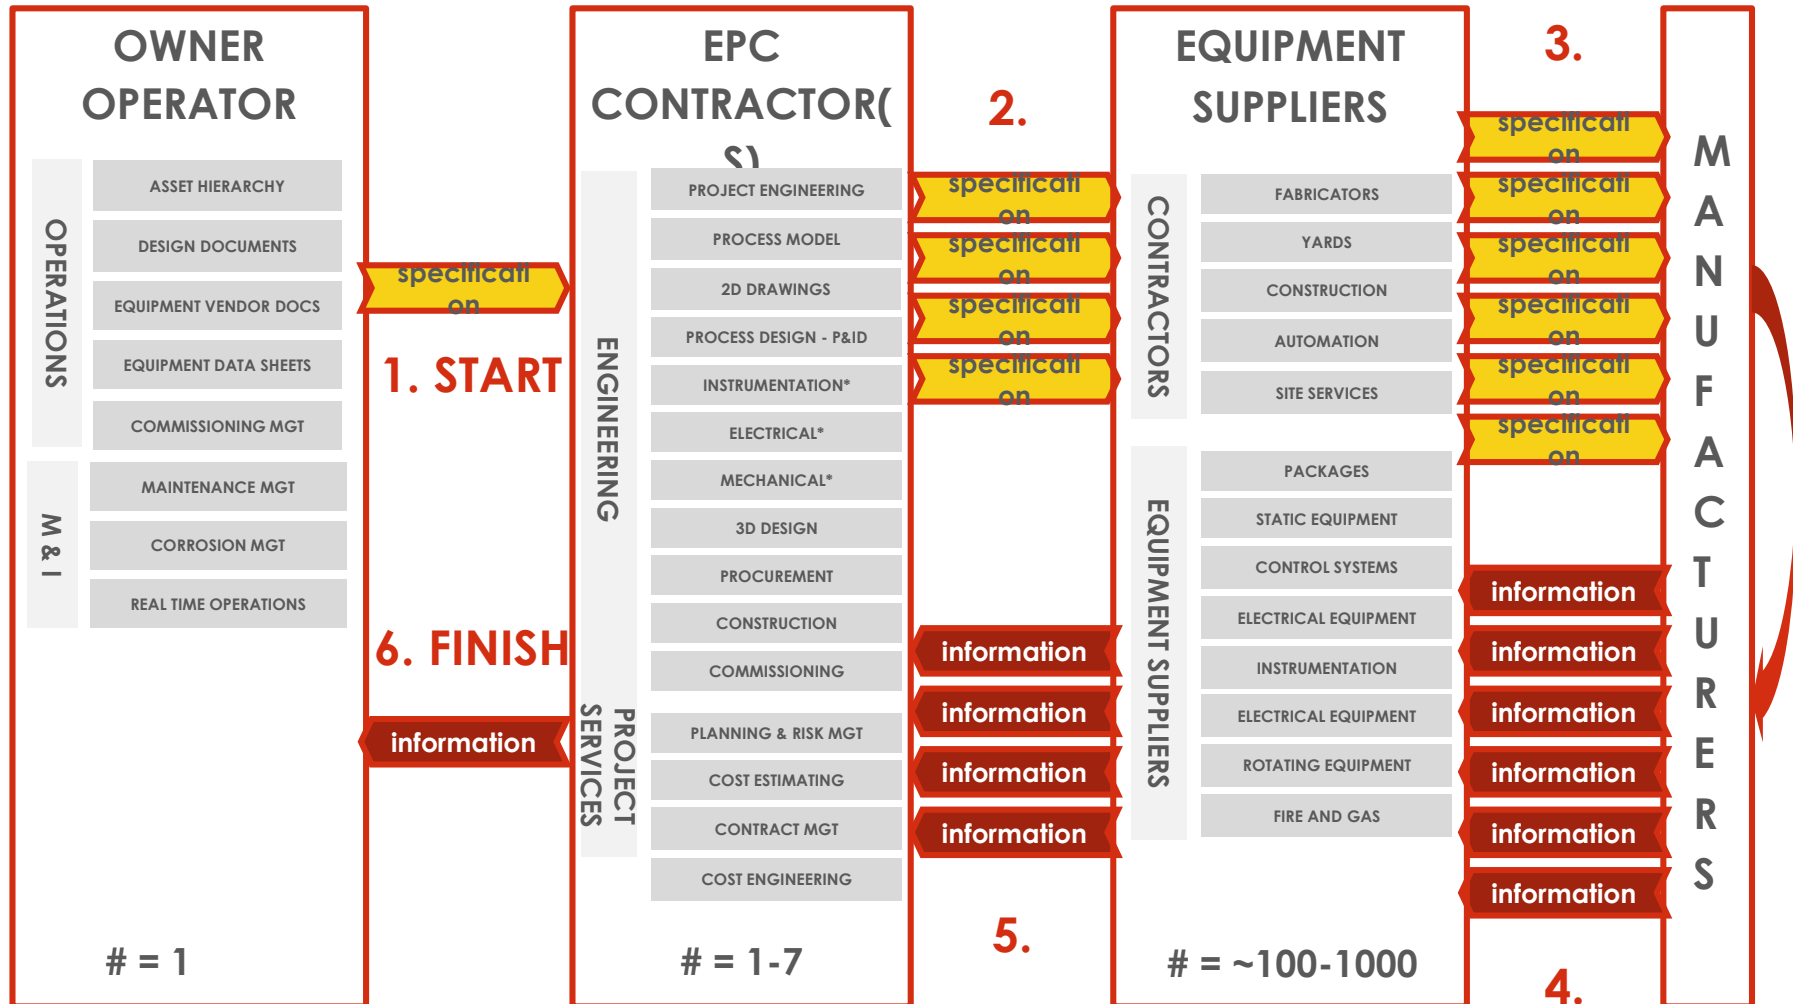 OWNER
OPERATOR
OPERATIONS
ASSET HIERARCHY
DESIGN DOCUMENTS
EQUIPMENT VENDOR DOCS
EQUIPMENT DATA SHEETS
COMMISSIONING MGT
M & I
MAINTENANCE MGT
CORROSION MGT
REAL TIME OPERATIONS
# = 1
specificati
on
1. START
6. FINISH
information
EPC
CONTRACTOR(
S)
ENGINEERING
PROJECT ENGINEERING
PROCESS MODEL
2D DRAWINGS
PROCESS DESIGN - P&ID
INSTRUMENTATION*
ELECTRICAL*
MECHANICAL*
3D DESIGN
PROCUREMENT
CONSTRUCTION
COMMISSIONING
PROJECT
SERVICES
PLANNING & RISK MGT
COST ESTIMATING
CONTRACT MGT
COST ENGINEERING
# = 1-7
2.
specificati
on
specificati
on
specificati
on
specificati
on
information
information
information
information
5.
EQUIPMENT
SUPPLIERS
CONTRACTORS
FABRICATORS
YARDS
CONSTRUCTION
AUTOMATION
SITE SERVICES
EQUIPMENT SUPPLIERS
PACKAGES
STATIC EQUIPMENT
CONTROL SYSTEMS
ELECTRICAL EQUIPMENT
INSTRUMENTATION
ELECTRICAL EQUIPMENT
ROTATING EQUIPMENT
FIRE AND GAS
# = ~100-1000
3.
specificati
on
specificati
on
specificati
on
specificati
on
specificati
on
specificati
on
information
information
information
information
information
information
4.
M
A
N
U
F
A
C
T
U
R
E
R
S